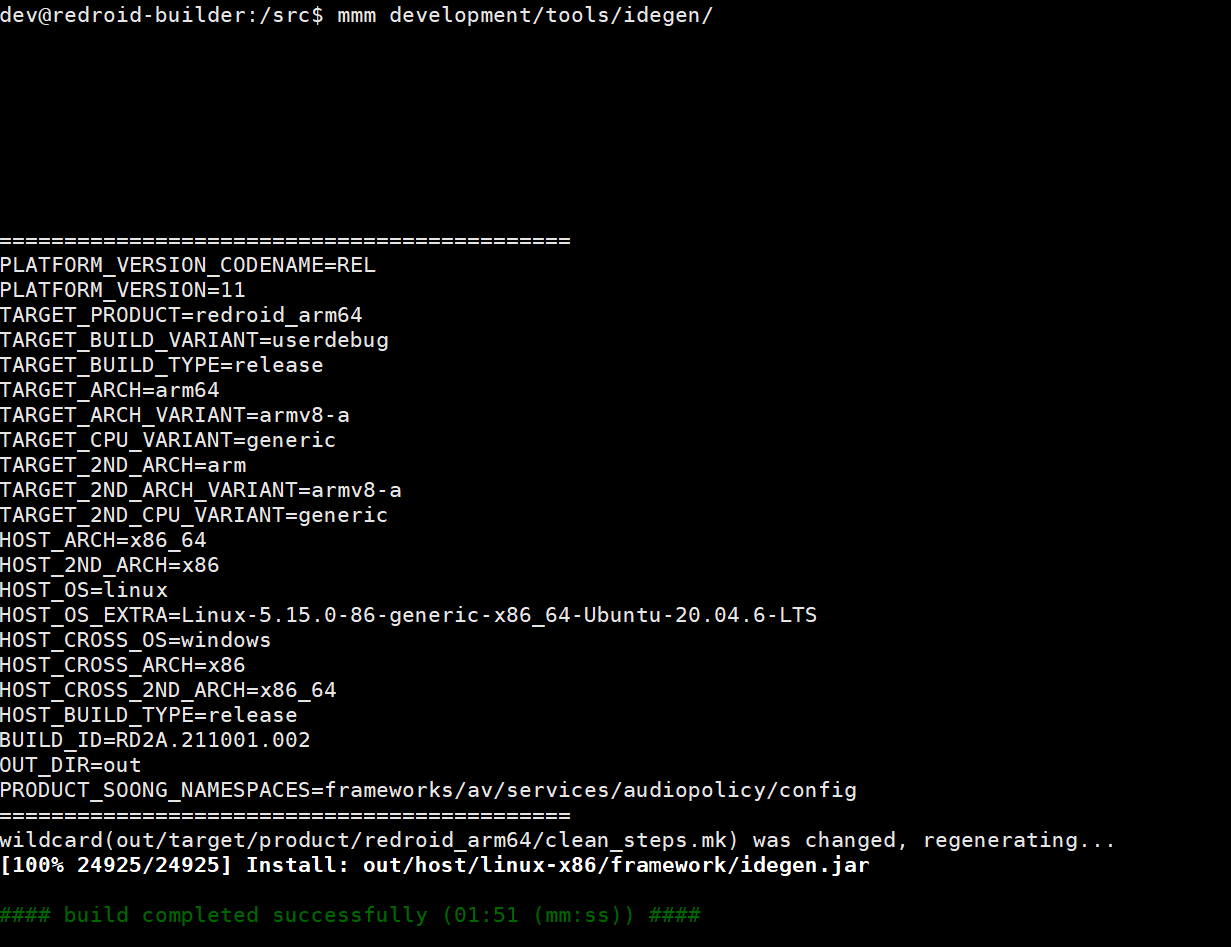 dev@redroid-builder:/src$ mmm development/tools/idegen/
============================================
PLATFORM_VERSION_CODENAME=REL
PLATFORM_VERSION=11
TARGET_PRODUCT=redroid_arm64
TARGET_BUILD_VARIANT=userdebug
TARGET_BUILD_TYPE=release
TARGET_ARCH=arm64
TARGET_ARCH_VARIANT=armv8-a
TARGET_CPU_VARIANT=generic
TARGET_2ND_ARCH=arm
TARGET_2ND_ARCH_VARIANT=armv8-a
TARGET_2ND_CPU_VARIANT=generic
HOST_ARCH=x86_64
HOST_2ND_ARCH=x86
HOST_OS=linux
HOST_OS_EXTRA=Linux-5.15.0-86-generic-x86_64-Ubuntu-20.04.6-LTS
HOST_CROSS_OS=windows
HOST_CROSS_ARCH=x86
HOST_CROSS_2ND_ARCH=x86_64
HOST_BUILD_TYPE=release
BUILD_ID=RD2A.211001.002
OUT_DIR=out
PRODUCT_SOONG_NAMESPACES=frameworks/av/services/audiopolicy/config
============================================
wildcard(out/target/product/redroid_arm64/clean_steps.mk) was changed, regenerating...
[100% 24925/24925] Install: out/host/linux-x86/framework/idegen.jar
#### build completed successfully (01:51 (mm:ss)) ####